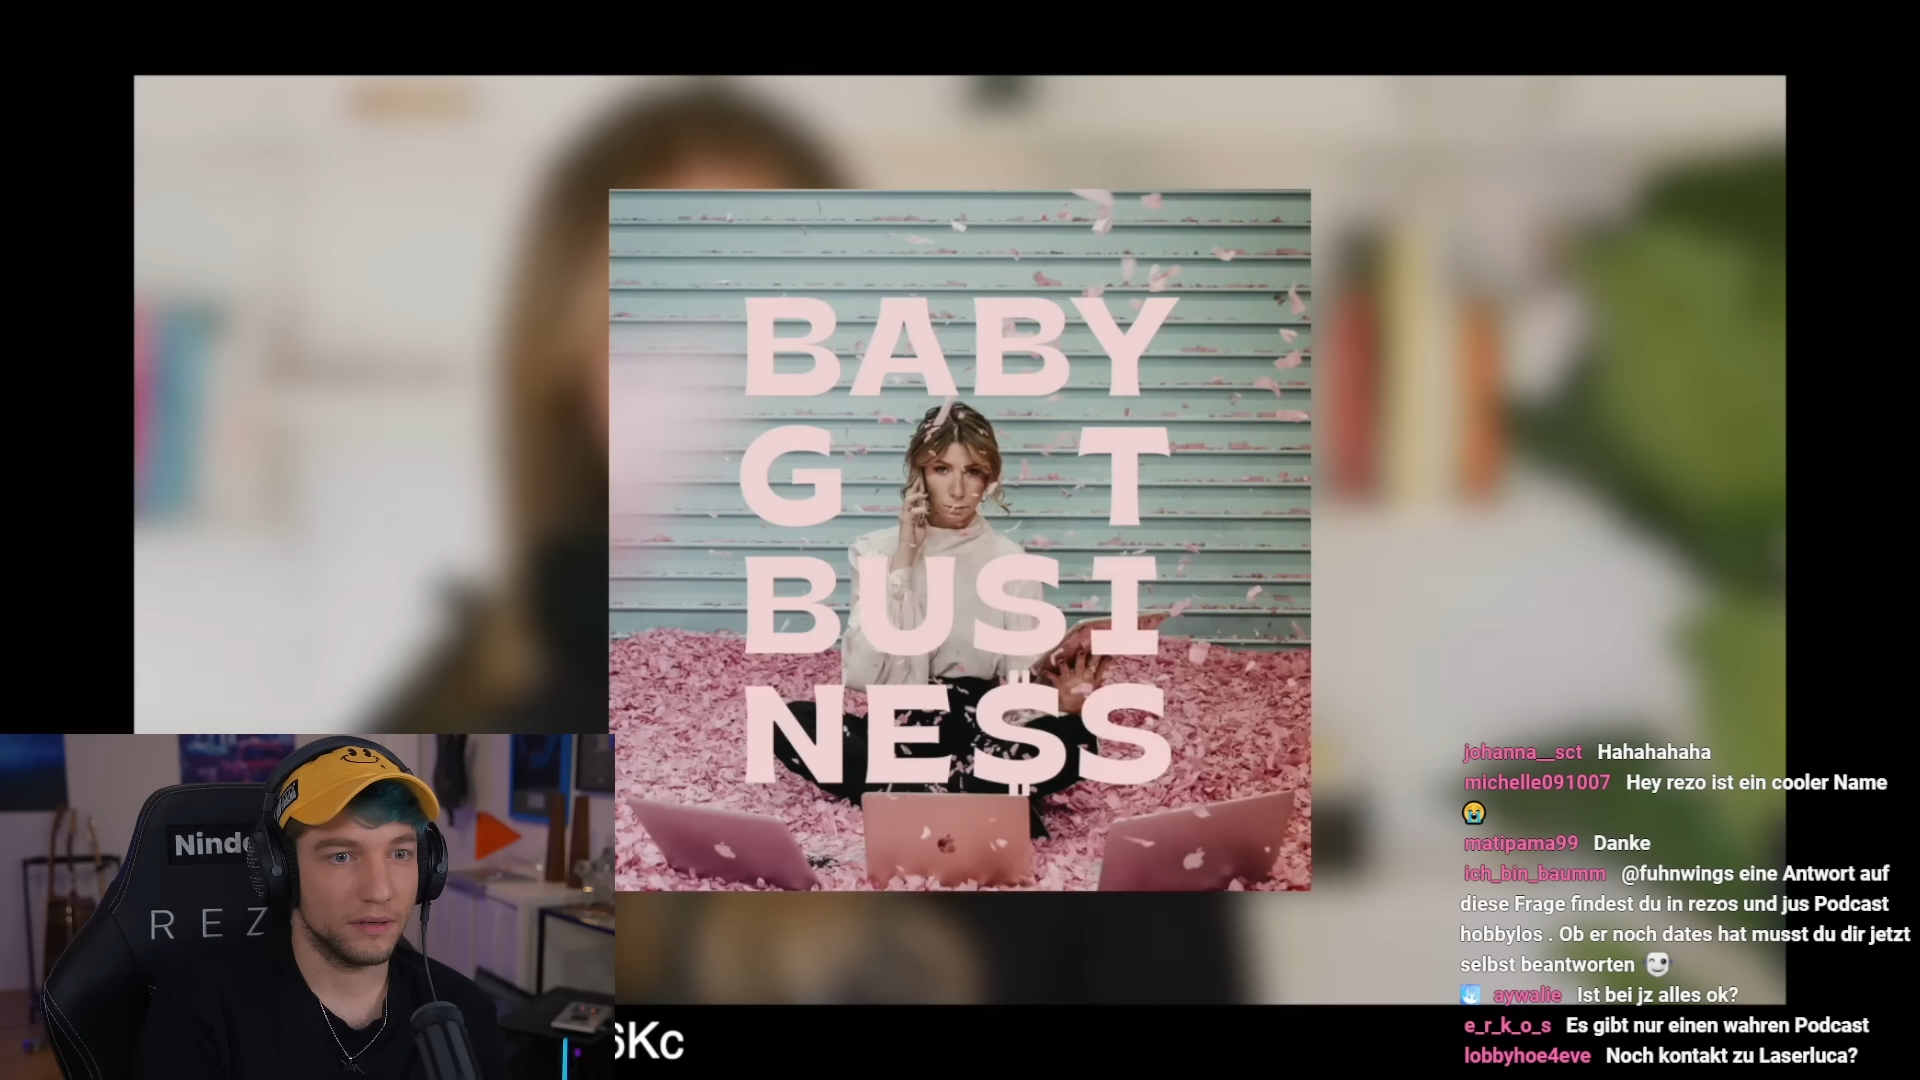 BABY
G T
BUSI
NE$S
Ninde
REZ
6Kc
johanna__sct Hahahahaha
michelle091007 Hey rezo ist ein cooler Name
😭
matipama99 Danke
ich_bin_baumm @fuhnwings eine Antwort auf
diese Frage findest du in rezos und jus Podcast
hobbylos . Ob er noch dates hat musst du dir jetzt
selbst beantworten
aywalie Ist bei jz alles ok?
e_r_k_o_s Es gibt nur einen wahren Podcast
lobbyhoe4eve Noch kontakt zu Laserluca?